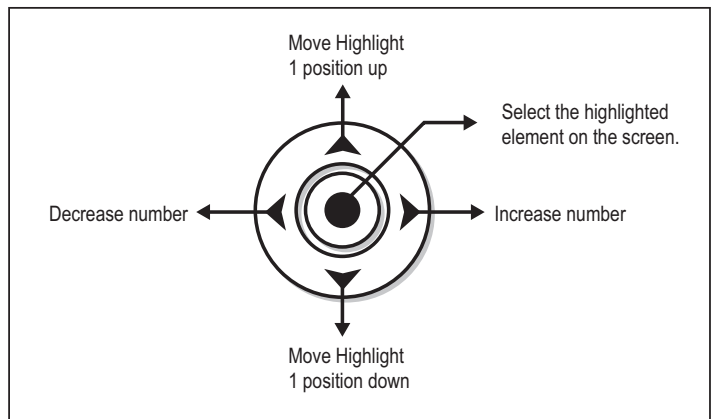 Move Highlight
1 position up
Select the highlighted
element on the screen.
Decrease number
Increase number
Move Highlight
1 position down